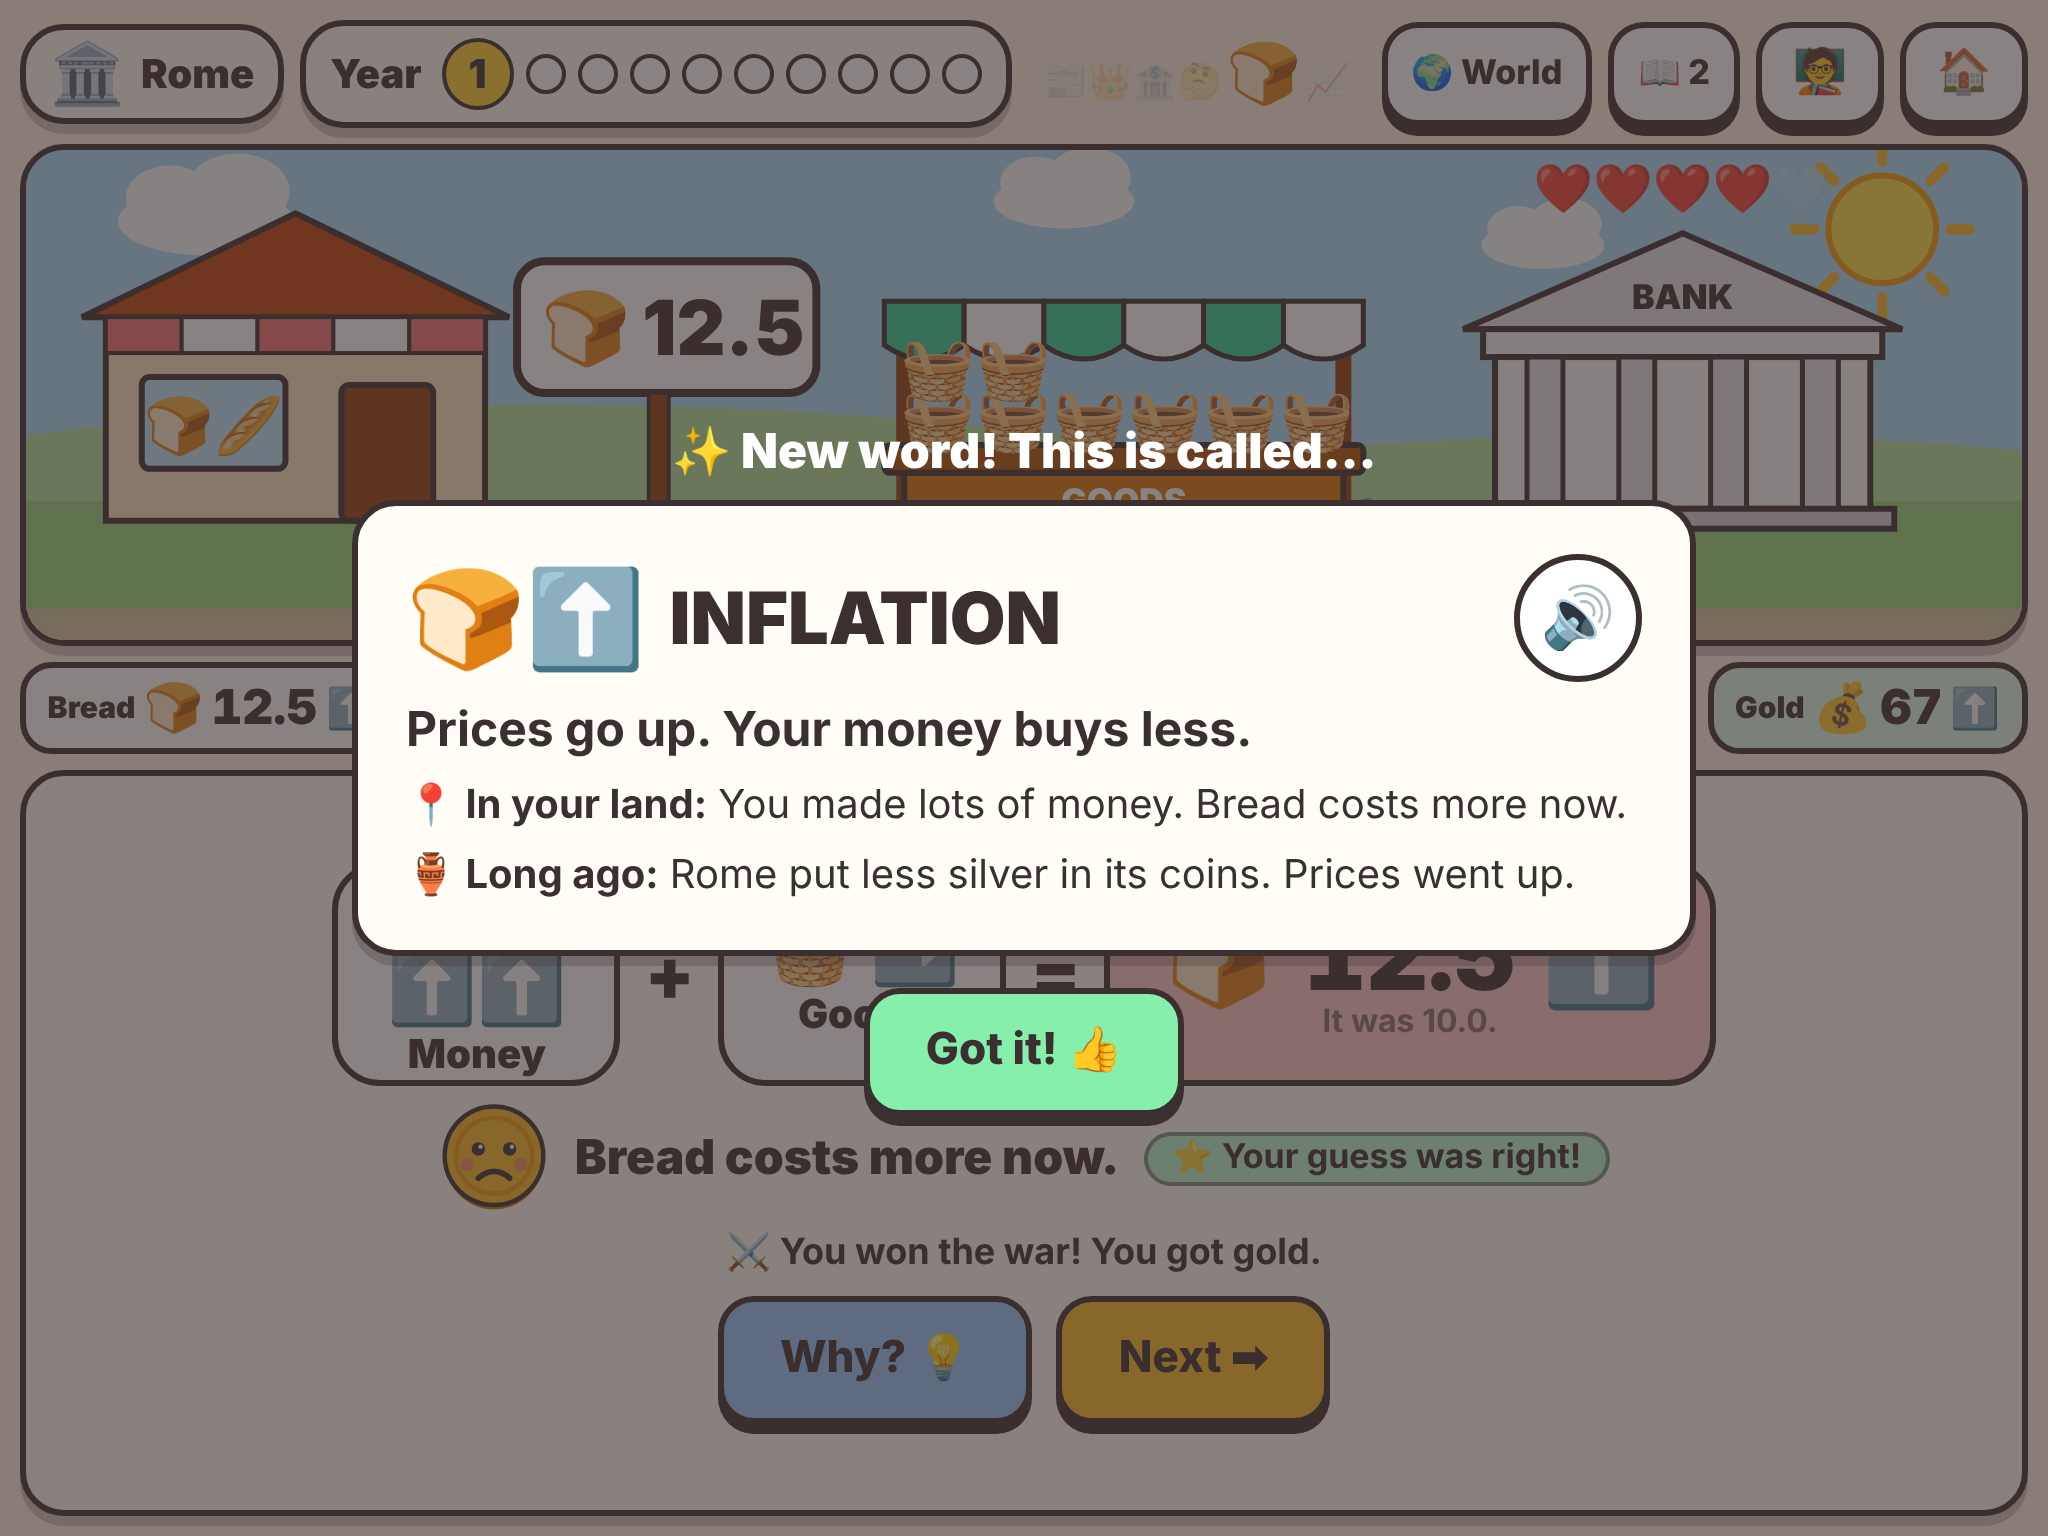 Rome
Year 1
World
2
12.5
BANK
✨ New word! This is called...
GOODS
INFLATION
Prices go up. Your money buys less.
Bread 12.5
Gold 67
In your land: You made lots of money. Bread costs more now.
Long ago: Rome put less silver in its coins. Prices went up.
+
=
12.5
It was 10.0.
Money
Got it! 👍
Bread costs more now.
⭐ Your guess was right!
You won the war! You got gold.
Why?
Next ➡